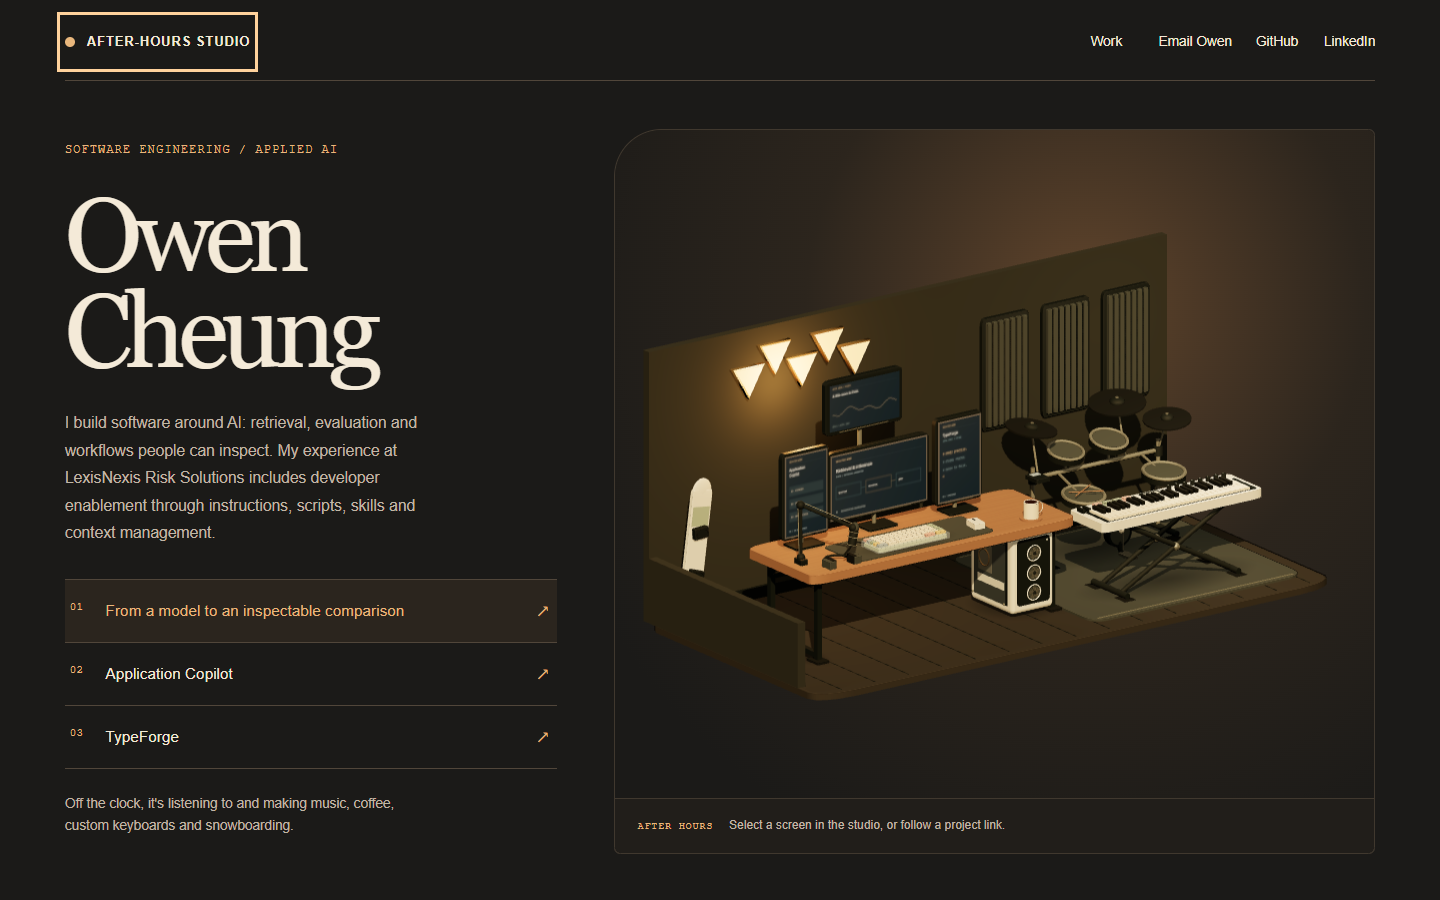 AFTER-HOURS STUDIO
Work Email Owen GitHub LinkedIn
SOFTWARE ENGINEERING / APPLIED AI
Owen
Cheung
I build software around AI: retrieval, evaluation and
workflows people can inspect. My experience at
LexisNexis Risk Solutions includes developer
enablement through instructions, scripts, skills and
context management.
01 From a model to an inspectable comparison ↗
02 Application Copilot ↗
03 TypeForge ↗
Off the clock, it's listening to and making music, coffee,
custom keyboards and snowboarding.
Application
Copilot
TypeForge
AFTER HOURS Select a screen in the studio, or follow a project link.